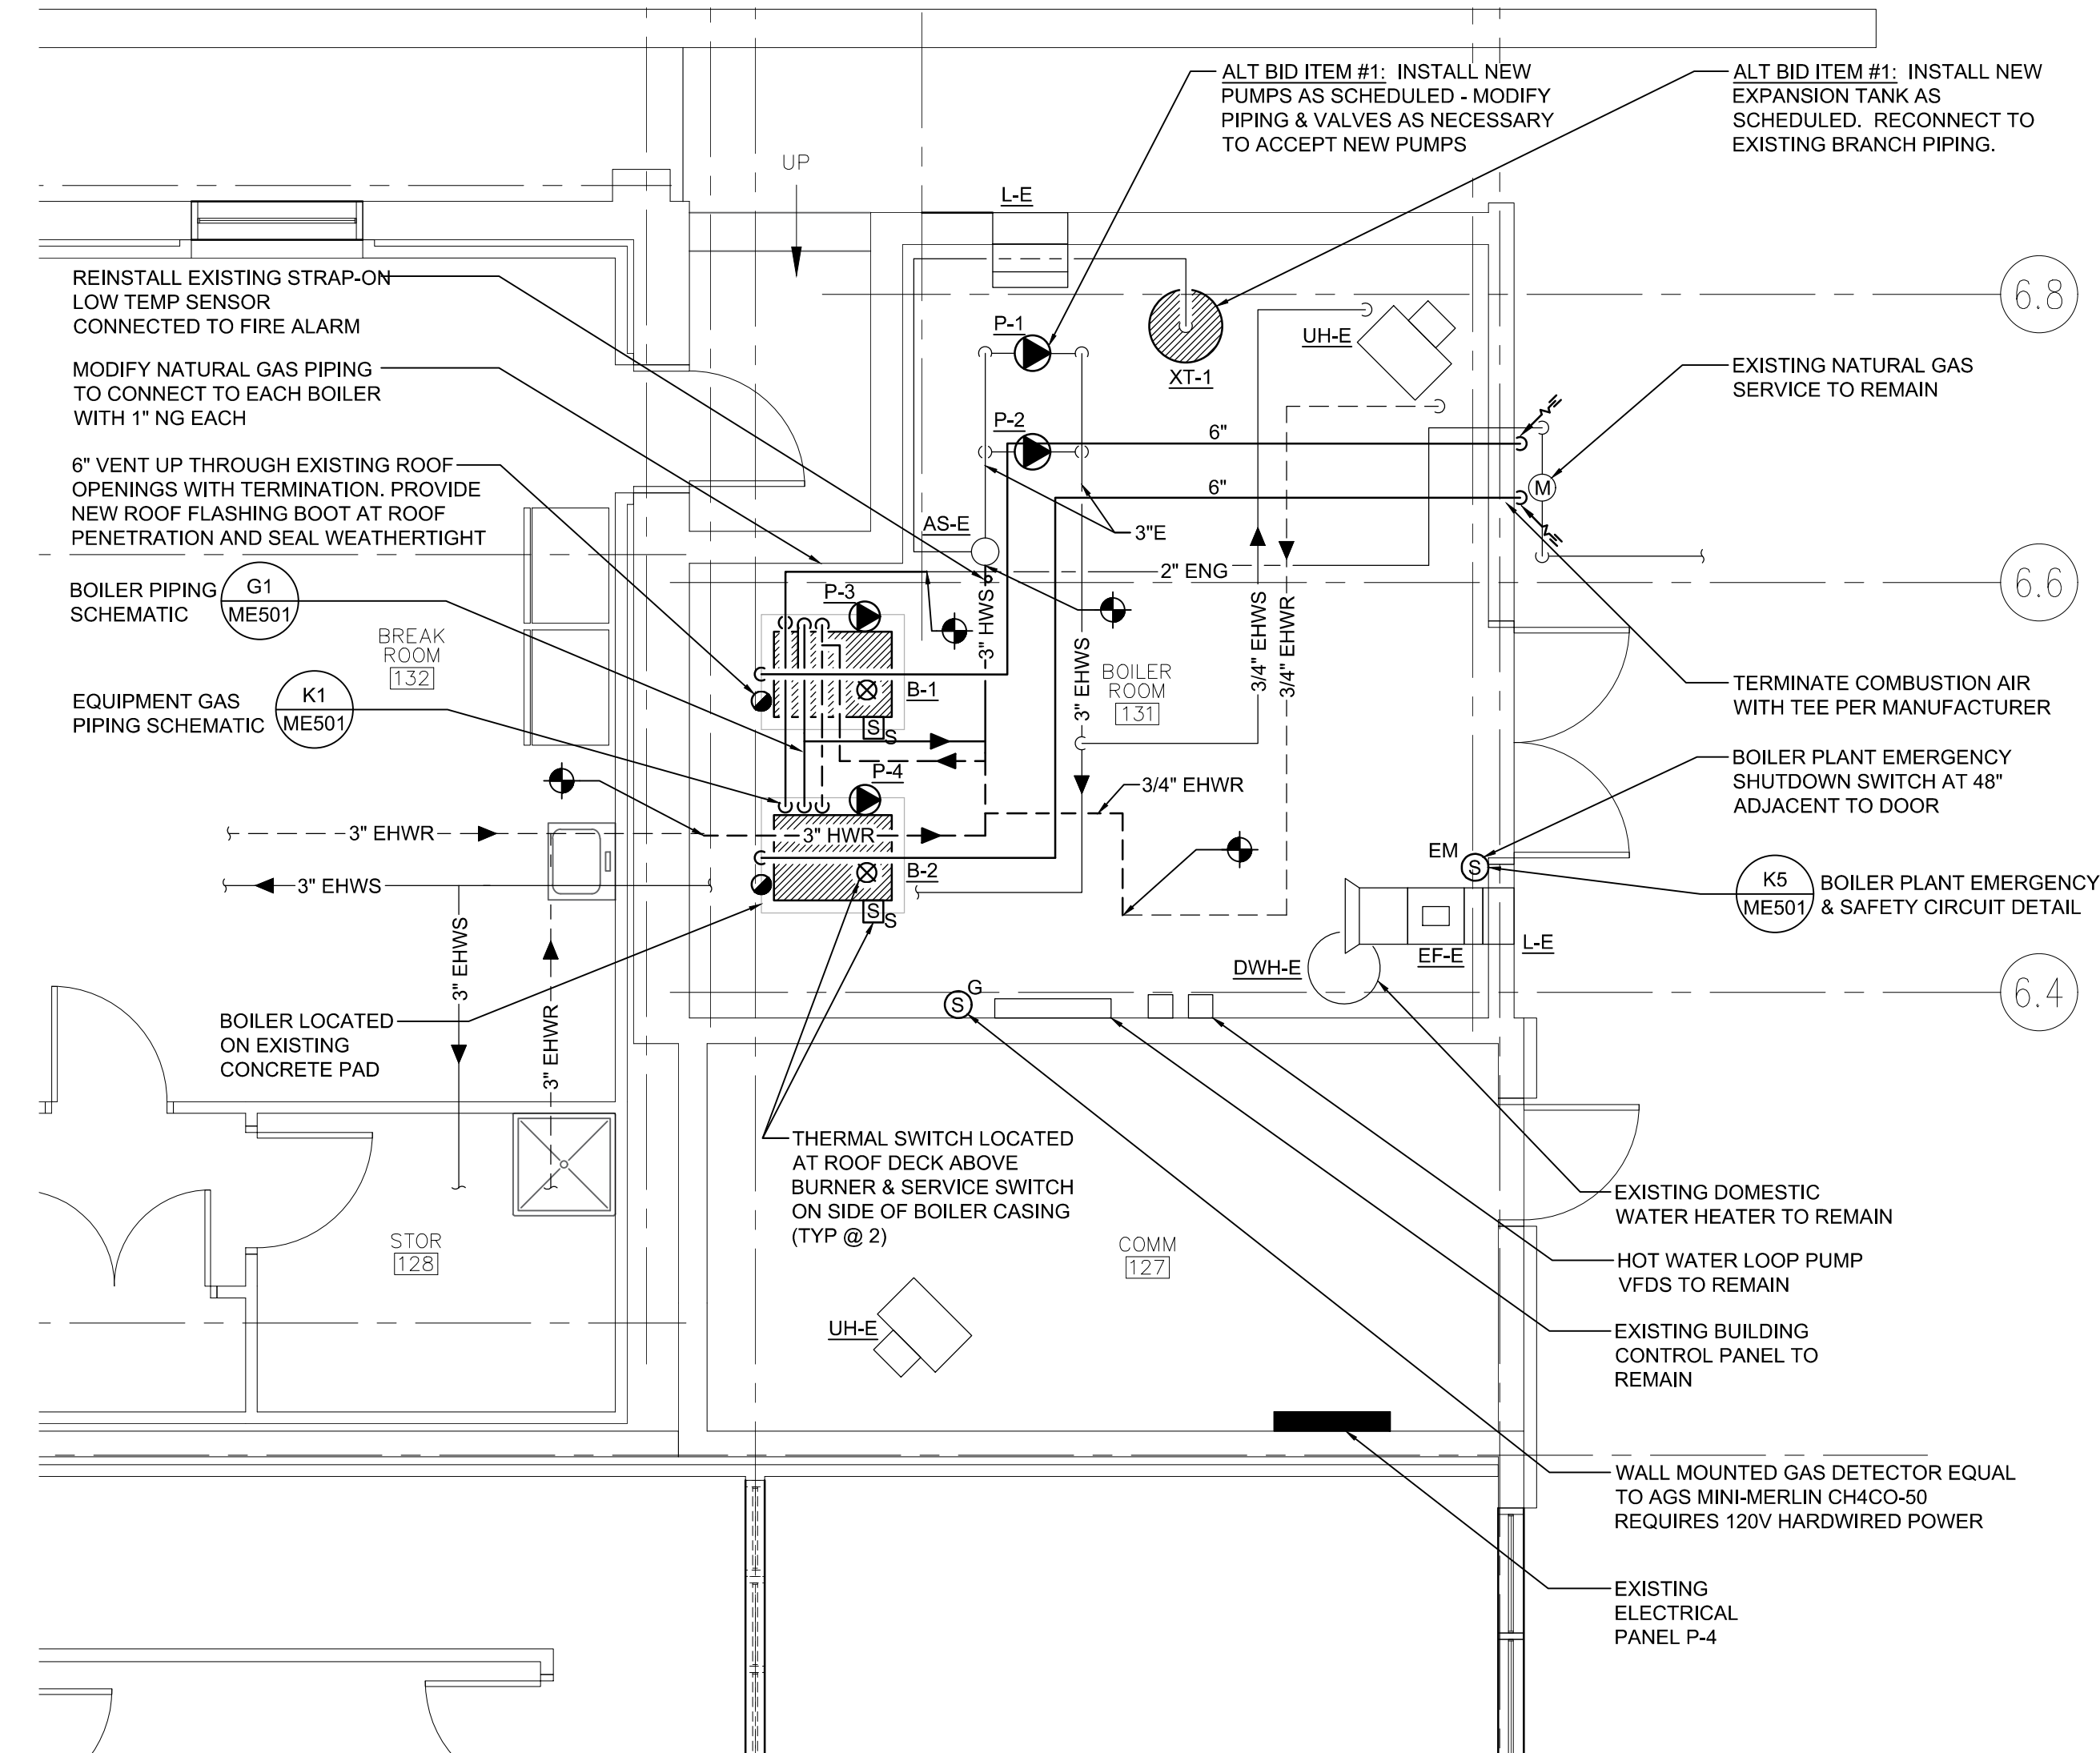 ALT BID ITEM #1: INSTALL NEW
PUMPS AS SCHEDULED - MODIFY
PIPING & VALVES AS NECESSARY
TO ACCEPT NEW PUMPS
ALT BID ITEM #1: INSTALL NEW
EXPANSION TANK AS
SCHEDULED. RECONNECT TO
EXISTING BRANCH PIPING.
UP
L-E
REINSTALL EXISTING STRAP-ON
LOW TEMP SENSOR
CONNECTED TO FIRE ALARM
6.8
P-1
UH-E
XT-1
MODIFY NATURAL GAS PIPING
TO CONNECT TO EACH BOILER
WITH 1" NG EACH
EXISTING NATURAL GAS
SERVICE TO REMAIN
P-2
6"
6"
M
6" VENT UP THROUGH EXISTING ROOF
OPENINGS WITH TERMINATION. PROVIDE
NEW ROOF FLASHING BOOT AT ROOF
PENETRATION AND SEAL WEATHERTIGHT
AS-E
3"E
2" ENG
6.6
BOILER PIPING
SCHEMATIC
G1
ME501
P-3
3" HWS
3/4" EHWS
3/4" EHWR
BREAK
ROOM
132
BOILER
ROOM
131
3" EHWS
EQUIPMENT GAS
PIPING SCHEMATIC
K1
ME501
B-1
S
S
TERMINATE COMBUSTION AIR
WITH TEE PER MANUFACTURER
BOILER PLANT EMERGENCY
SHUTDOWN SWITCH AT 48"
ADJACENT TO DOOR
P-4
3/4" EHWR
3" EHWR
3" HWR
EM
S
B-2
3" EHWS
S
S
K5
ME501
BOILER PLANT EMERGENCY
& SAFETY CIRCUIT DETAIL
3" EHWS
3" EHWR
EF-E
L-E
DWH-E
G
S
6.4
BOILER LOCATED
ON EXISTING
CONCRETE PAD
THERMAL SWITCH LOCATED
AT ROOF DECK ABOVE
BURNER & SERVICE SWITCH
ON SIDE OF BOILER CASING
(TYP @ 2)
EXISTING DOMESTIC
WATER HEATER TO REMAIN
STOR
128
COMM
127
HOT WATER LOOP PUMP
VFDS TO REMAIN
UH-E
EXISTING BUILDING
CONTROL PANEL TO
REMAIN
WALL MOUNTED GAS DETECTOR EQUAL
TO AGS MINI-MERLIN CH4CO-50
REQUIRES 120V HARDWIRED POWER
EXISTING
ELECTRICAL
PANEL P-4